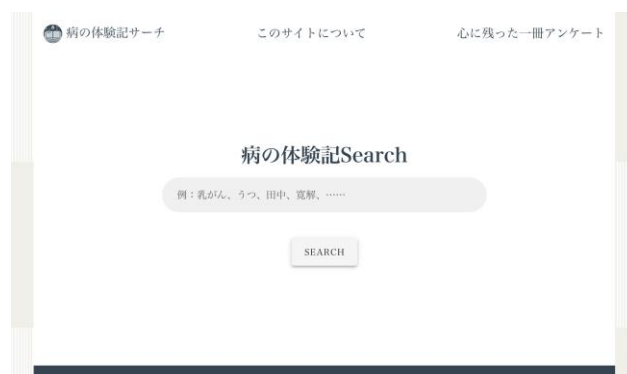 病の体験記サーチ
このサイトについて
心に残った一冊アンケート
病の体験記Search
例：乳がん、うつ、田中、寛解、……
SEARCH